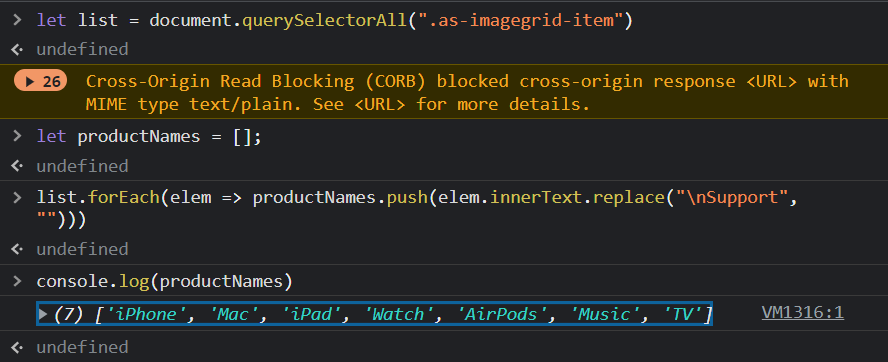 > let list = document.querySelectorAll(".as-imagegrid-item")
undefined
26 Cross-Origin Read Blocking (CORB) blocked cross-origin response <URL> with
MIME type text/plain. See <URL> for more details.
> let productNames = [];
undefined
> list.forEach(elem => productNames.push(elem.innerText.replace("\nSupport",
"")))
undefined
> console.log(productNames)
(7) ['iPhone', 'Mac', 'iPad', 'Watch', 'AirPods', 'Music', 'TV'] VM1316:1
undefined